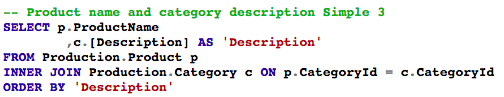 -- Product name and category description Simple 3
SELECT p.ProductName
,c.[Description] AS 'Description'
FROM Production.Product p
INNER JOIN Production.Category c ON p.CategoryId = c.CategoryId
ORDER BY 'Description'